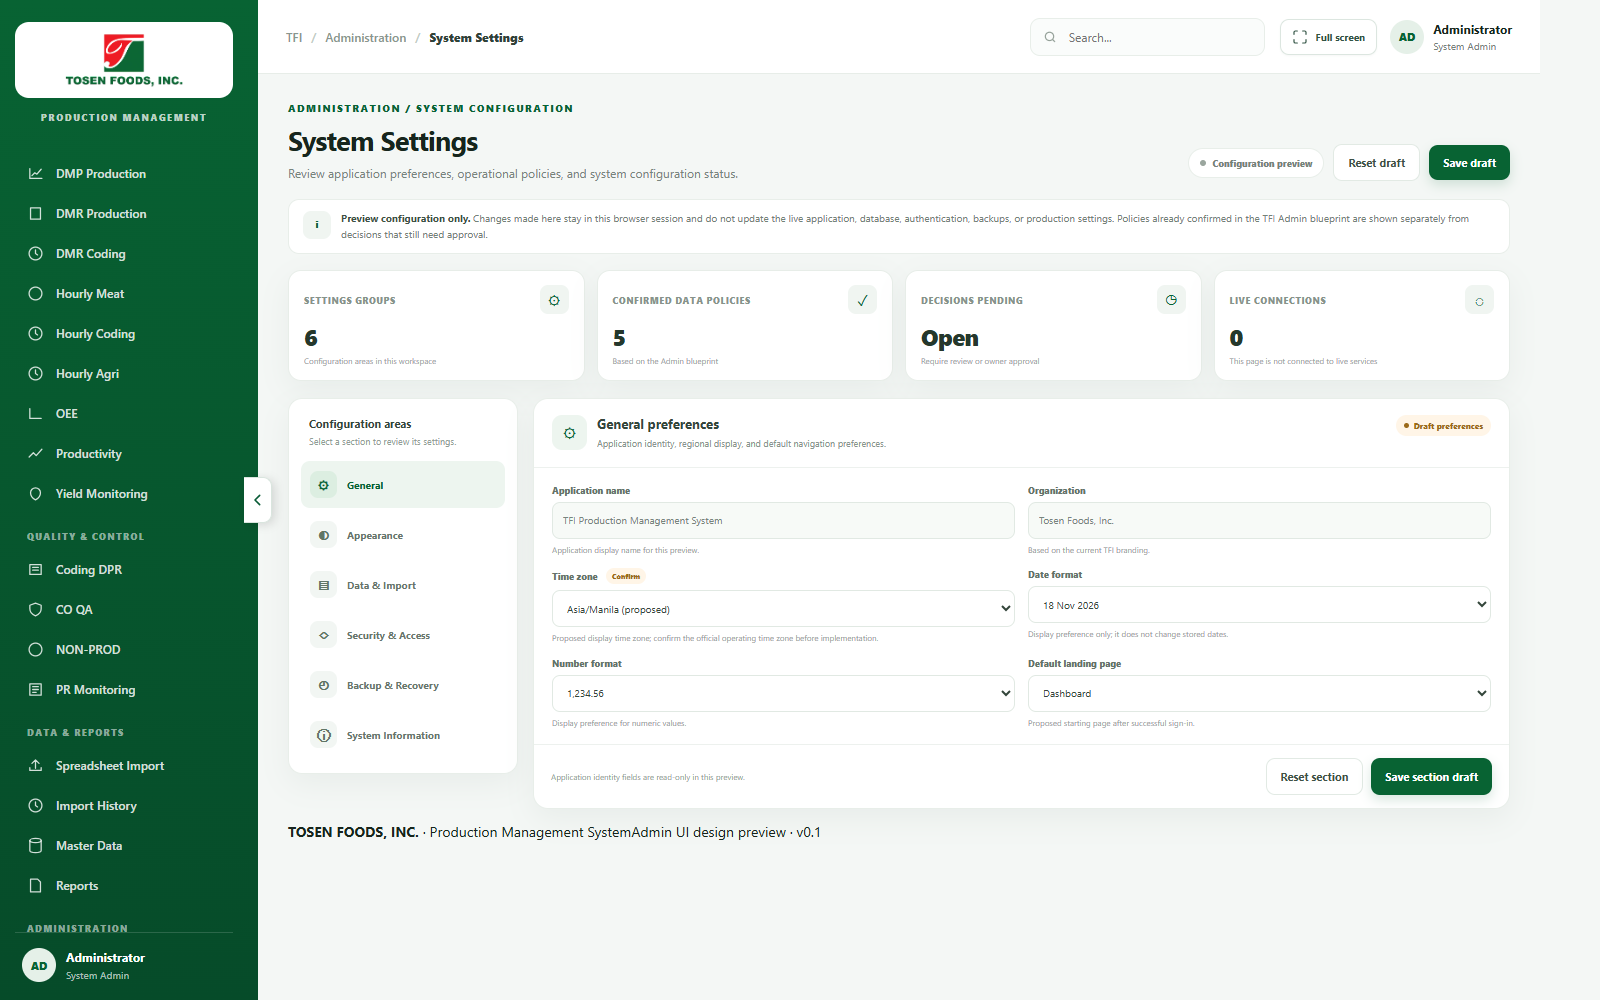 TOSEN FOODS, INC.
PRODUCTION MANAGEMENT
DMP Production
DMR Production
DMR Coding
Hourly Meat
Hourly Coding
Hourly Agri
OEE
Productivity
Yield Monitoring
QUALITY & CONTROL
Coding DPR
CO QA
NON-PROD
PR Monitoring
DATA & REPORTS
Spreadsheet Import
Import History
Master Data
Reports
ADMINISTRATION
AD
Administrator
System Admin
TFI / Administration / System Settings
Search...
Full screen
AD
Administrator
System Admin
ADMINISTRATION / SYSTEM CONFIGURATION
System Settings
Review application preferences, operational policies, and system configuration status.
Configuration preview
Reset draft
Save draft
Preview configuration only. Changes made here stay in this browser session and do not update the live application, database, authentication, backups, or production settings. Policies already confirmed in the TFI Admin blueprint are shown separately from
decisions that still need approval.
SETTINGS GROUPS
6
Configuration areas in this workspace
CONFIRMED DATA POLICIES
5
Based on the Admin blueprint
DECISIONS PENDING
Open
Require review or owner approval
LIVE CONNECTIONS
0
This page is not connected to live services
Configuration areas
Select a section to review its settings.
General
Appearance
Data & Import
Security & Access
Backup & Recovery
System Information
General preferences
Application identity, regional display, and default navigation preferences.
Draft preferences
Application name
TFI Production Management System
Application display name for this preview.
Organization
Tosen Foods, Inc.
Based on the current TFI branding.
Time zone Confirm
Asia/Manila (proposed)
Proposed display time zone; confirm the official operating time zone before implementation.
Date format
18 Nov 2026
Display preference only; it does not change stored dates.
Number format
1,234.56
Display preference for numeric values.
Default landing page
Dashboard
Proposed starting page after successful sign-in.
Application identity fields are read-only in this preview.
Reset section
Save section draft
TOSEN FOODS, INC. · Production Management SystemAdmin UI design preview · v0.1